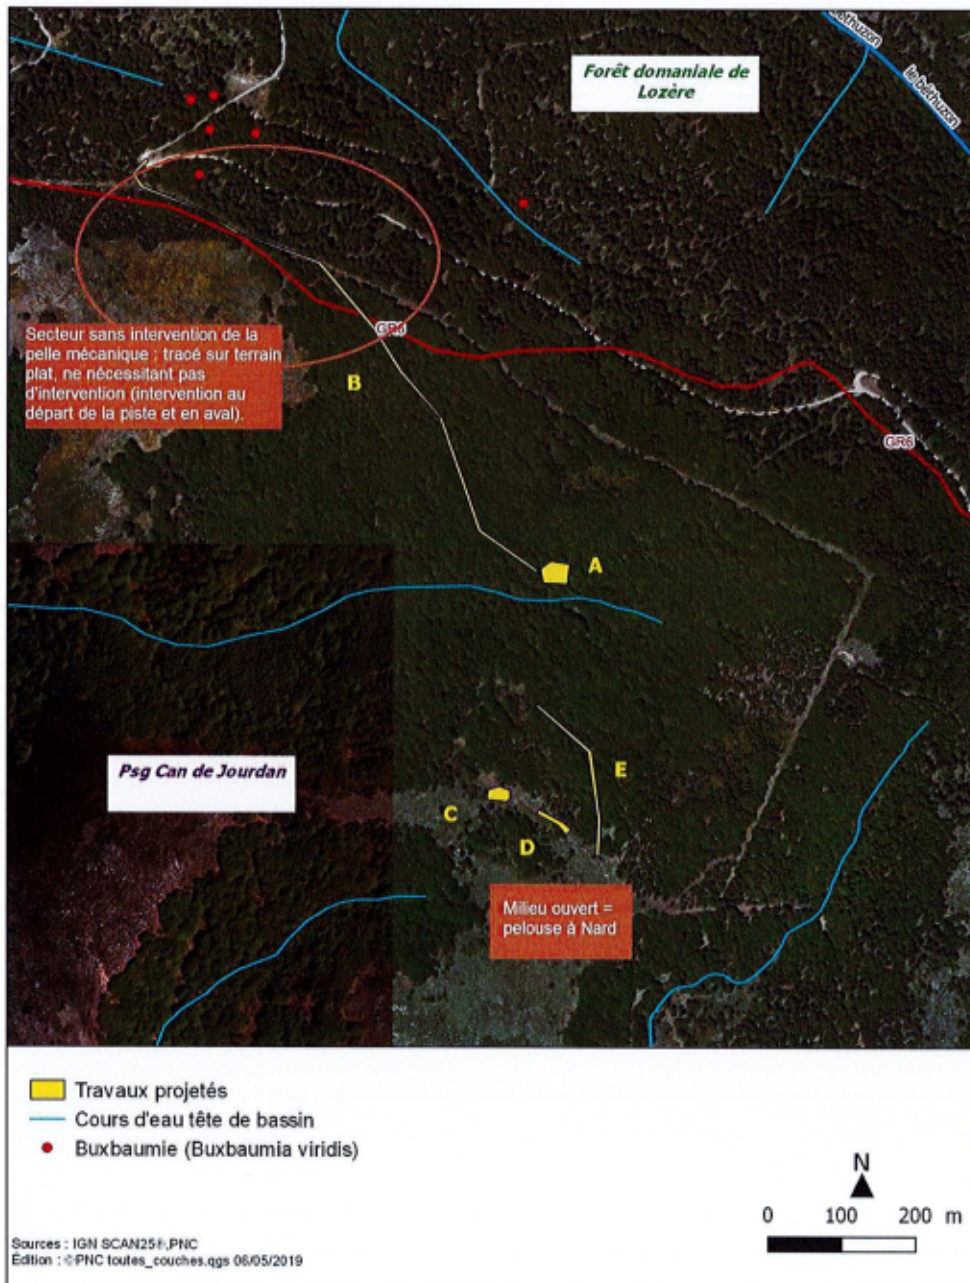 béthuzon
le béthuzon
Forêt domaniale de
Lozère
Secteur sans intervention de la
pelle mécanique : tracé sur terrain
plat, ne nécessitant pas
d'intervention (intervention au
départ de la piste et en aval).
GR6
B
GR6
A
Psg Can de Jourdan
E
C
D
Milieu ouvert =
pelouse à Nard
Travaux projetés
Cours d'eau tête de bassin
Buxbaumie (Buxbaumia viridis)
N
0 100 200 m
Sources : IGN SCAN25®,PNC
Édition : ©PNC toutes_couches.qgs 06/05/2019